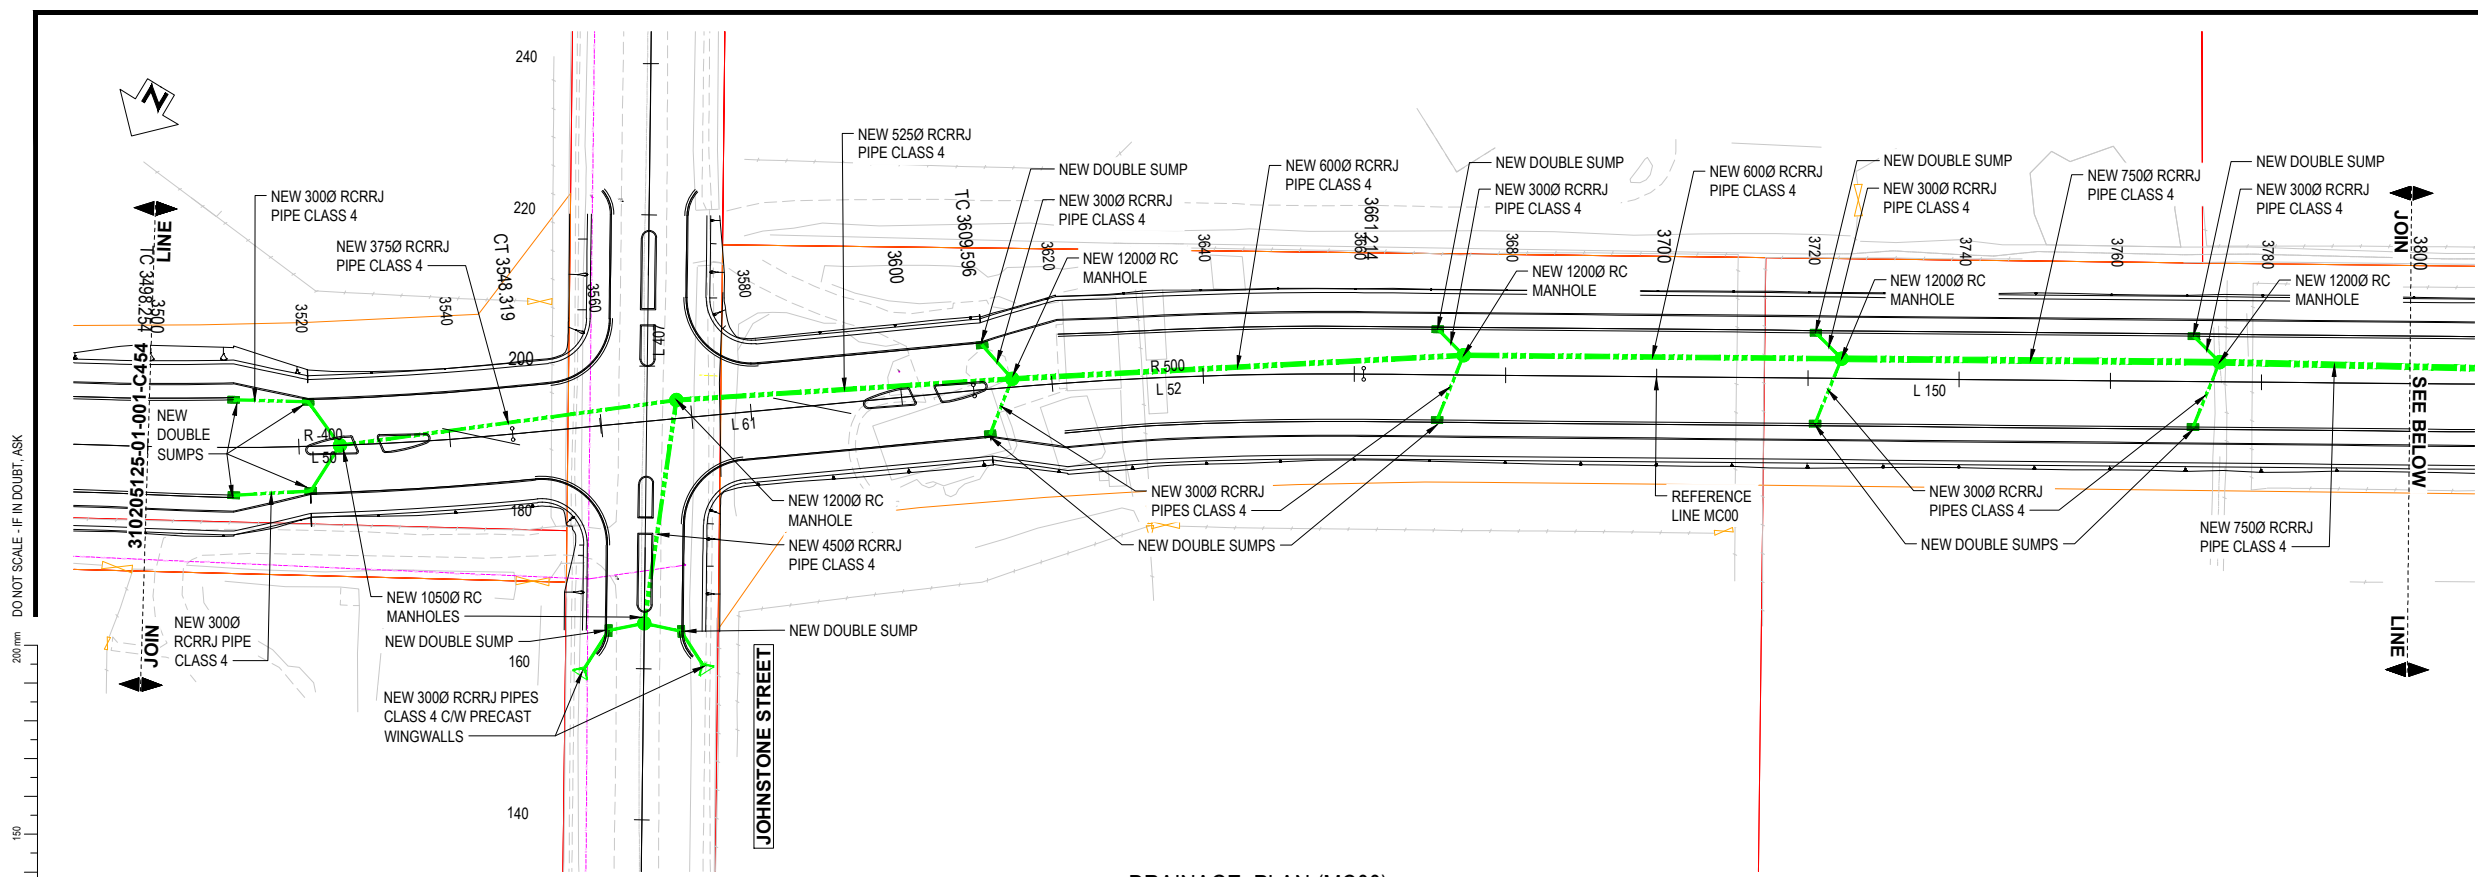 240
N
NEW 525Ø RCRRJ
PIPE CLASS 4
NEW DOUBLE SUMP
NEW 600Ø RCRRJ
PIPE CLASS 4
NEW DOUBLE SUMP
NEW 600Ø RCRRJ
PIPE CLASS 4
NEW DOUBLE SUMP
NEW 750Ø RCRRJ
PIPE CLASS 4
NEW DOUBLE SUMP
NEW 300Ø RCRRJ
PIPE CLASS 4
NEW 300Ø RCRRJ
PIPE CLASS 4
NEW 300Ø RCRRJ
PIPE CLASS 4
NEW 300Ø RCRRJ
PIPE CLASS 4
NEW 300Ø RCRRJ
PIPE CLASS 4
220
LINE
TC 3498.254
3500
NEW 375Ø RCRRJ
PIPE CLASS 4
CT 3548.319
TC 3609.596
3661.214
JOIN
3800
3520
3540
3560
3580
3600
3620
3640
3660
3680
3700
3720
3740
3760
3780
NEW 1200Ø RC
MANHOLE
NEW 1200Ø RC
MANHOLE
NEW 1200Ø RC
MANHOLE
NEW 1200Ø RC
MANHOLE
L 407
200
R 500
L 52
L 150
310205125-01-001-C4454
SEE BELOW
NEW
DOUBLE
SUMPS
R -400
L 50
L 61
180
NEW 1200Ø RC
MANHOLE
NEW 300Ø RCRRJ
PIPES CLASS 4
REFERENCE
LINE MC00
NEW 300Ø RCRRJ
PIPES CLASS 4
NEW 750Ø RCRRJ
PIPE CLASS 4
NEW 450Ø RCRRJ
PIPE CLASS 4
NEW DOUBLE SUMPS
NEW DOUBLE SUMPS
DO NOT SCALE - IF IN DOUBT, ASK
NEW 1050Ø RC
MANHOLES
NEW 300Ø
RCRRJ PIPE
CLASS 4
JOIN
NEW DOUBLE SUMP
NEW DOUBLE SUMP
LINE
200 mm
160
NEW 300Ø RCRRJ PIPES
CLASS 4 C/W PRECAST
WINGWALLS
JOHNSTONE STREET
140
150
DRAINAGE PLAN (MC00)